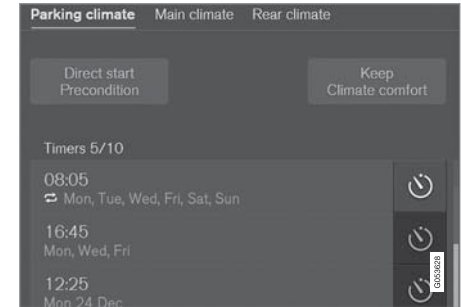 Parking climate Main climate Rear climate
Direct start
Precondition
Keep
Climate comfort
Timers 5/10
08:05
Mon, Tue, Wed, Fri, Sat, Sun
16:45
Mon, Wed, Fri
12:25
Mon 24 Dec
G053628